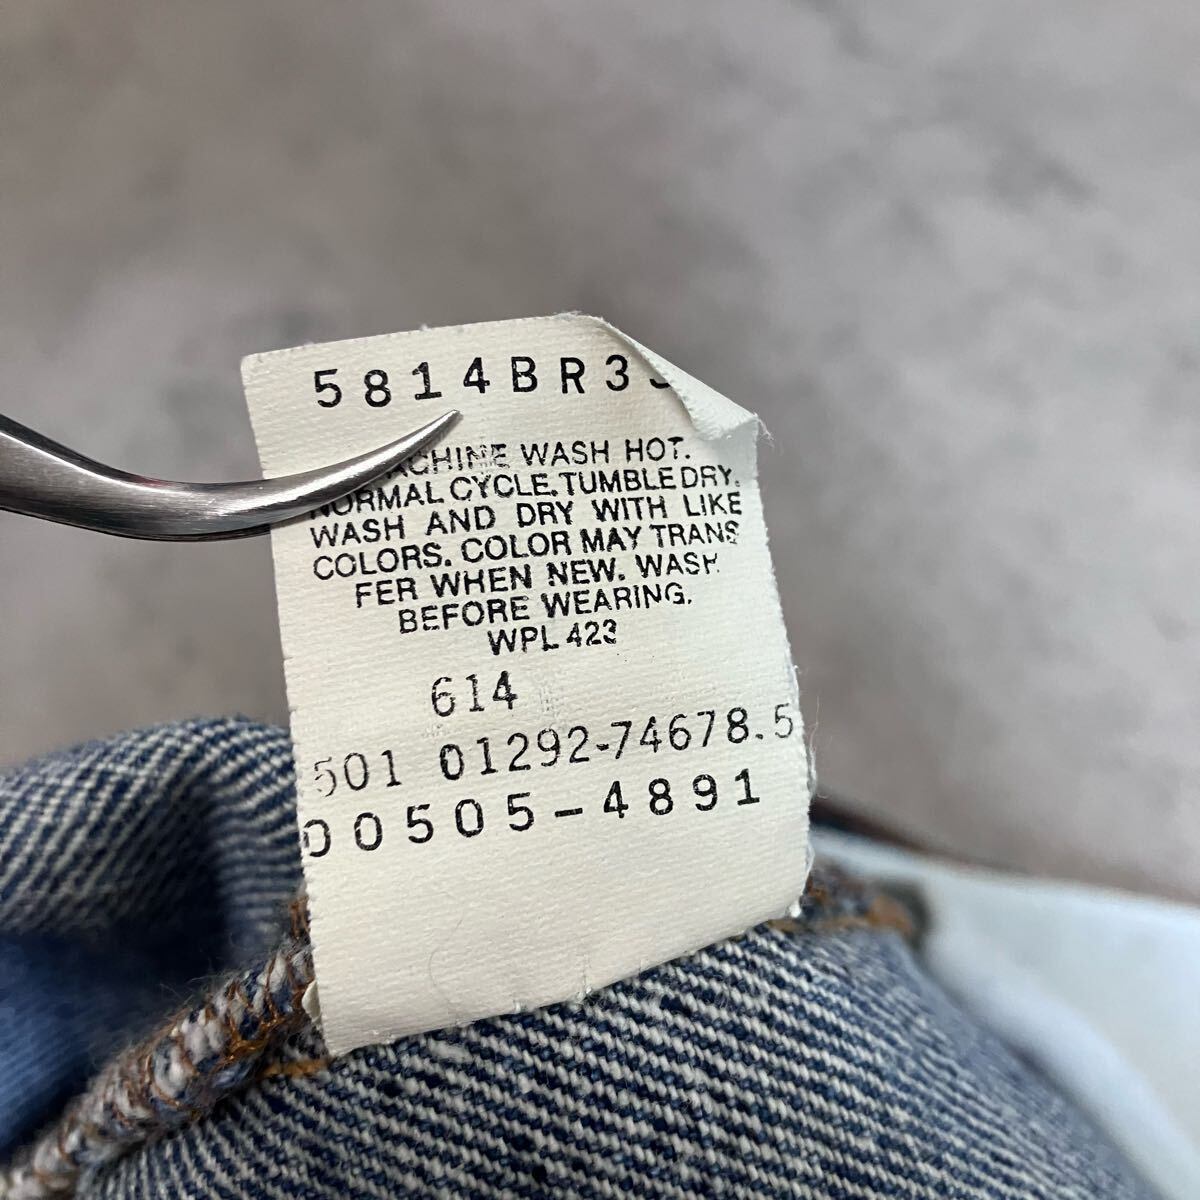 5814BR3
MACHINE WASH HOT.
NORMAL CYCLE. TUMBLE DRY.
WASH AND DRY WITH LIKE
COLORS. COLOR MAY TRANS
FER WHEN NEW. WASH
BEFORE WEARING.
WPL 423
614
501 01292-74678.5
00505-4891